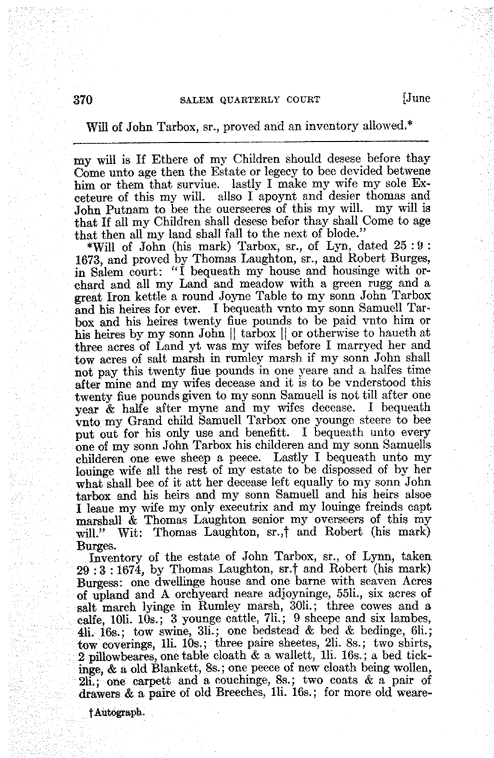 370 SALEM QUARTERLY COURT [June
Will of John Tarbox, sr., proved and an inventory allowed.*
my will is If Ethere of my Children should desese before thay
Come unto age then the Estate or legecy to bee devided betwene
him or them that surviue. lastly I make my wife my sole Ex-
ceteure of this my will. allso I apoynt and desier thomas and
John Putnam to bee the ouerseeres of this my will. my will is
that If all my Children shall desese befor thay shall Come to age
that then all my land shall fall to the next of blode."
*Will of John (his mark) Tarbox, sr., of Lyn, dated 25 : 9 :
1673, and proved by Thomas Laughton, sr., and Robert Burges,
in Salem court: "I bequeath my house and housinge with or-
chard and all my Land and meadow with a green rugg and a
great Iron kettle a round Joyne Table to my sonn John Tarbox
and his heires for ever. I bequeath vnto my sonn Samuell Tar-
box and his heires twenty fiue pounds to be paid vnto him or
his heires by my sonn John || tarbox || or otherwise to haueth at
three acres of Land yt was my wifes before I marryed her and
tow acres of salt marsh in rumley marsh if my sonn John shall
not pay this twenty fiue pounds in one yeare and a halfes time
after mine and my wifes decease and it is to be vnderstood this
twenty fiue pounds given to my sonn Samuell is not till after one
year & halfe after myne and my wifes decease. I bequeath
vnto my Grand child Samuell Tarbox one younge steere to bee
put out for his only use and benefitt. I bequeath unto every
one of my sonn John Tarbox his childeren and my sonn Samuells
childeren one ewe sheep a peece. Lastly I bequeath unto my
louinge wife all the rest of my estate to be dispossed of by her
what shall bee of it att her decease left equally to my sonn John
tarbox and his heirs and my sonn Samuell and his heirs alsoe
I leaue my wife my only executrix and my louinge freinds capt
marshall & Thomas Laughton senior my overseers of this my
will." Wit: Thomas Laughton, sr.,† and Robert (his mark)
Burges.
Inventory of the estate of John Tarbox, sr., of Lynn, taken
29 : 3 : 1674, by Thomas Laughton, sr.† and Robert (his mark)
Burgess: one dwellinge house and one barne with seaven Acres
of upland and A orchyeard neare adjoyninge, 55li., six acres of
salt march lyinge in Rumley marsh, 30li.; three cowes and a
calfe, 10li. 10s.; 3 younge cattle, 7li.; 9 sheepe and six lambes,
4li. 16s.; tow swine, 3li.; one bedstead & bed & bedinge, 6li.;
tow coverings, 1li. 10s.; three paire sheetes, 2li. 8s.; two shirts,
2 pillowbeares, one table cloath & a wallett, 1li. 16s.; a bed tick-
inge, & a old Blankett, 8s.; one peece of new cloath being wollen,
2li.; one carpett and a couchinge, 8s.; two coats & a pair of
drawers & a paire of old Breeches, 1li. 16s.; for more old weare-
†Autograph.